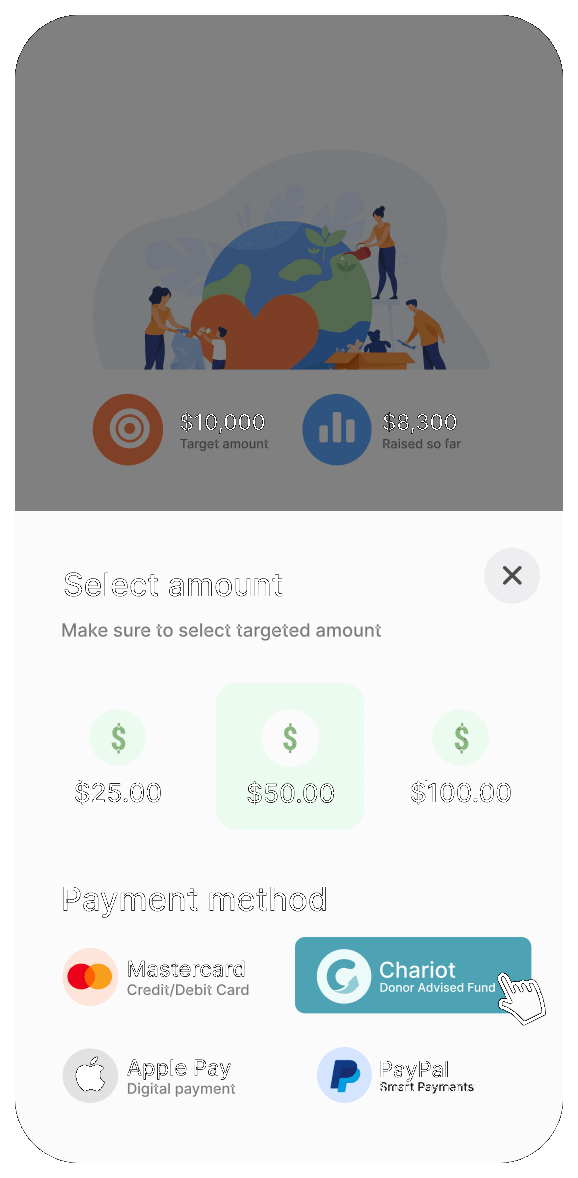 $10,000
Target amount
$8,300
Raised so far
Select amount
Make sure to select targeted amount
$
$25.00
$
$50.00
$
$100.00
Payment method
Mastercard
Credit/Debit Card
Chariot
Donor Advised Fund
Apple Pay
Digital payment
PayPal
Smart Payments